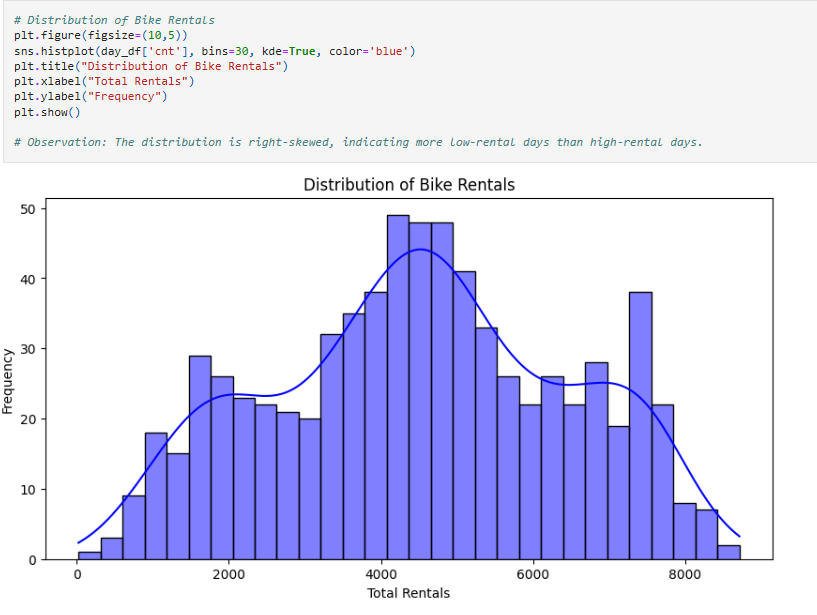 # Distribution of Bike Rentals
plt.figure(figsize=(10,5))
sns.histplot(day_df['cnt'], bins=30, kde=True, color='blue')
plt.title("Distribution of Bike Rentals")
plt.xlabel("Total Rentals")
plt.ylabel("Frequency")
plt.show()
# Observation: The distribution is right-skewed, indicating more low-rental days than high-rental days.
Distribution of Bike Rentals
50
40
30
20
10
0
Frequency
0 2000 4000 6000 8000
Total Rentals